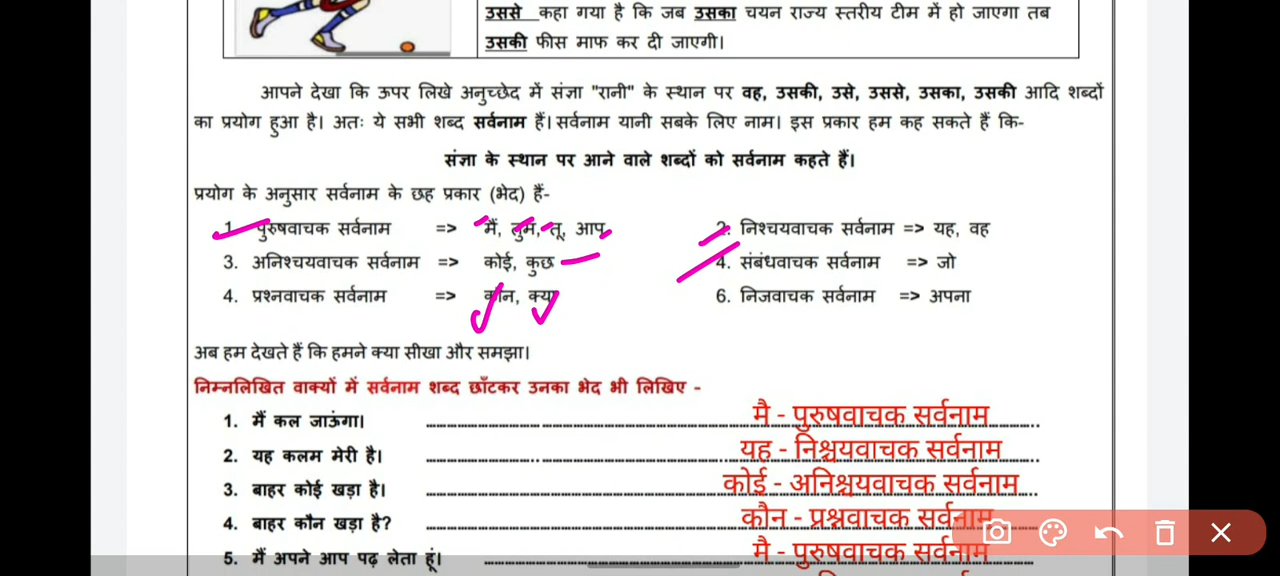 उससे कहा गया है कि जब उसका चयन राज्य स्तरीय टीम में हो जाएगा तब
उसकी फीस माफ कर दी जाएगी।
आपने देखा कि ऊपर लिखे अनुच्छेद में संज्ञा "रानी" के स्थान पर वह, उसकी, उसे, उससे, उसका, उसकी आदि शब्दों
का प्रयोग हुआ है। अतः ये सभी शब्द सर्वनाम हैं। सर्वनाम यानी सबके लिए नाम। इस प्रकार हम कह सकते हैं कि-
संज्ञा के स्थान पर आने वाले शब्दों को सर्वनाम कहते हैं।
प्रयोग के अनुसार सर्वनाम के छह प्रकार (भेद) हैं-
1. पुरुषवाचक सर्वनाम => मैं, तुम, तू, आप 2. निश्चयवाचक सर्वनाम => यह, वह
3. अनिश्चयवाचक सर्वनाम => कोई, कुछ 4. संबंधवाचक सर्वनाम => जो
4. प्रश्नवाचक सर्वनाम => कौन, क्या 6. निजवाचक सर्वनाम => अपना
अब हम देखते हैं कि हमने क्या सीखा और समझा।
निम्नलिखित वाक्यों में सर्वनाम शब्द छाँटकर उनका भेद भी लिखिए -
1. मैं कल जाऊंगा। मै - पुरुषवाचक सर्वनाम
2. यह कलम मेरी है। यह - निश्चयवाचक सर्वनाम
3. बाहर कोई खड़ा है। कोई - अनिश्चयवाचक सर्वनाम
4. बाहर कौन खड़ा है? कौन - प्रश्नवाचक सर्वनाम
5. मैं अपने आप पढ़ लेता हूं। मै - पुरुषवाचक सर्वनाम